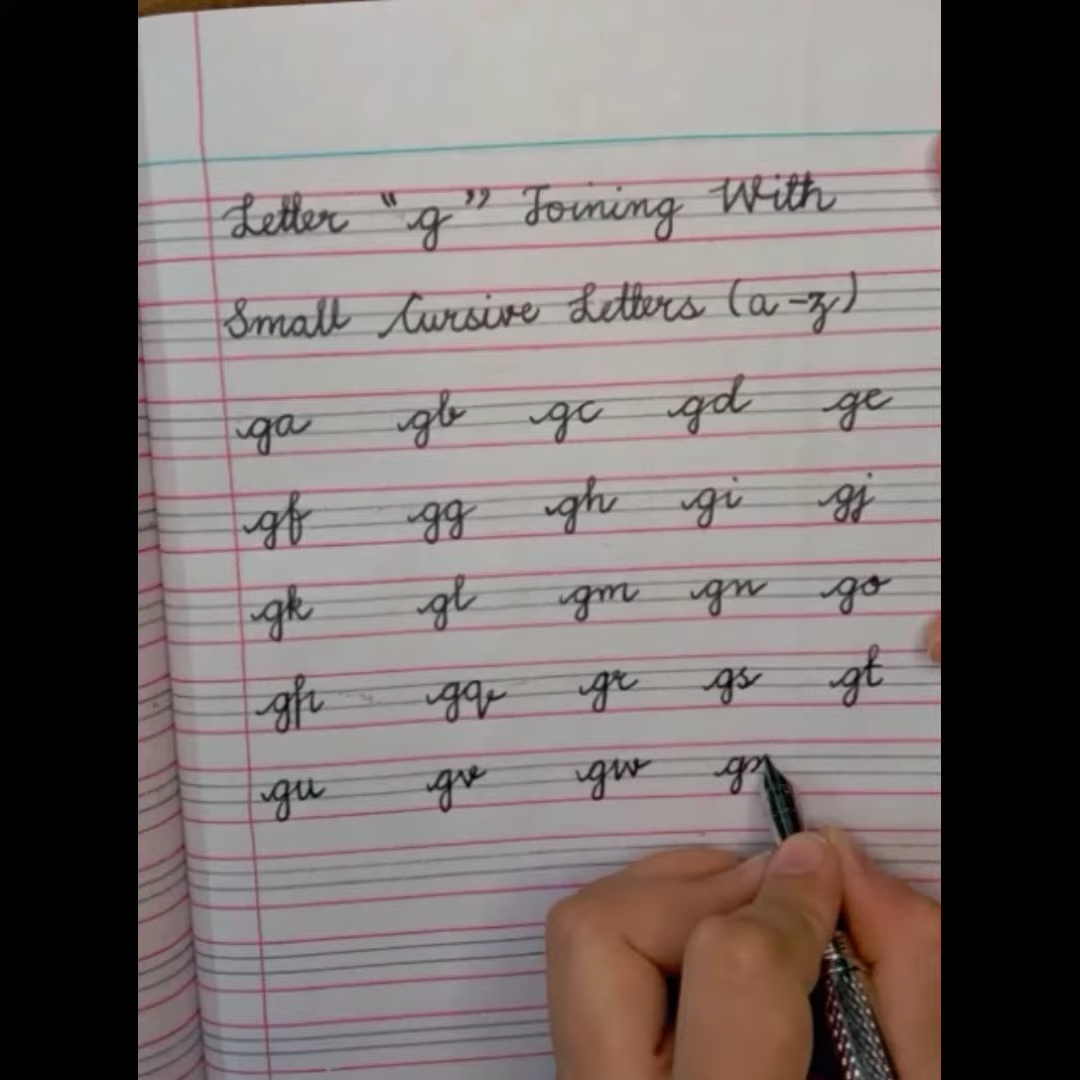 Letter "g" Joining With
Small Cursive Letters (a-z)
ga gb gc gd ge
gf gg gh gi gj
gk gl gm gn go
gp gq gr gs gt
gu gv gw